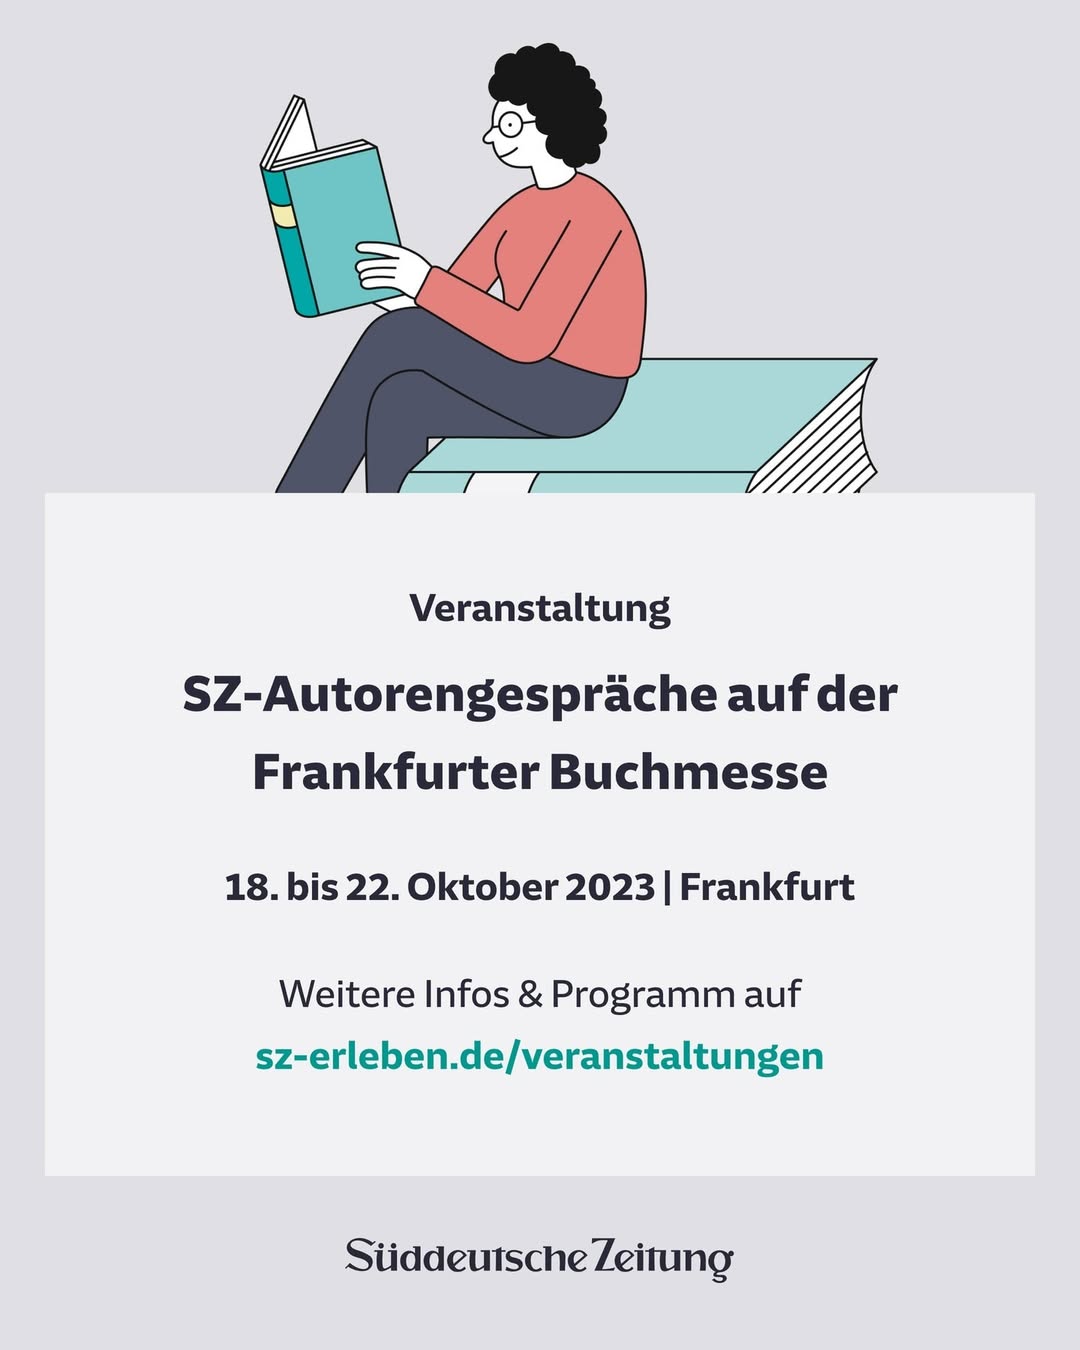 Veranstaltung
SZ-Autorengespräche auf der
Frankfurter Buchmesse
18. bis 22. Oktober 2023 | Frankfurt
Weitere Infos & Programm auf
sz-erleben.de/veranstaltungen
Süddeutsche Zeitung